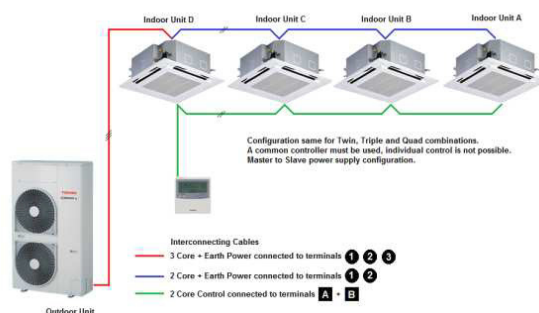 Indoor Unit D
Indoor Unit C
Indoor Unit B
Indoor Unit A
Configuration same for Twin, Triple and Quad combinations.
A common controller must be used, individual control is not possible.
Master to Slave power supply configuration.
TOSHIBA
Interconnecting Cables
3 Core + Earth Power connected to terminals 1 2 3
2 Core + Earth Power connected to terminals 1 2
2 Core Control connected to terminals A + B
Outdoor Unit